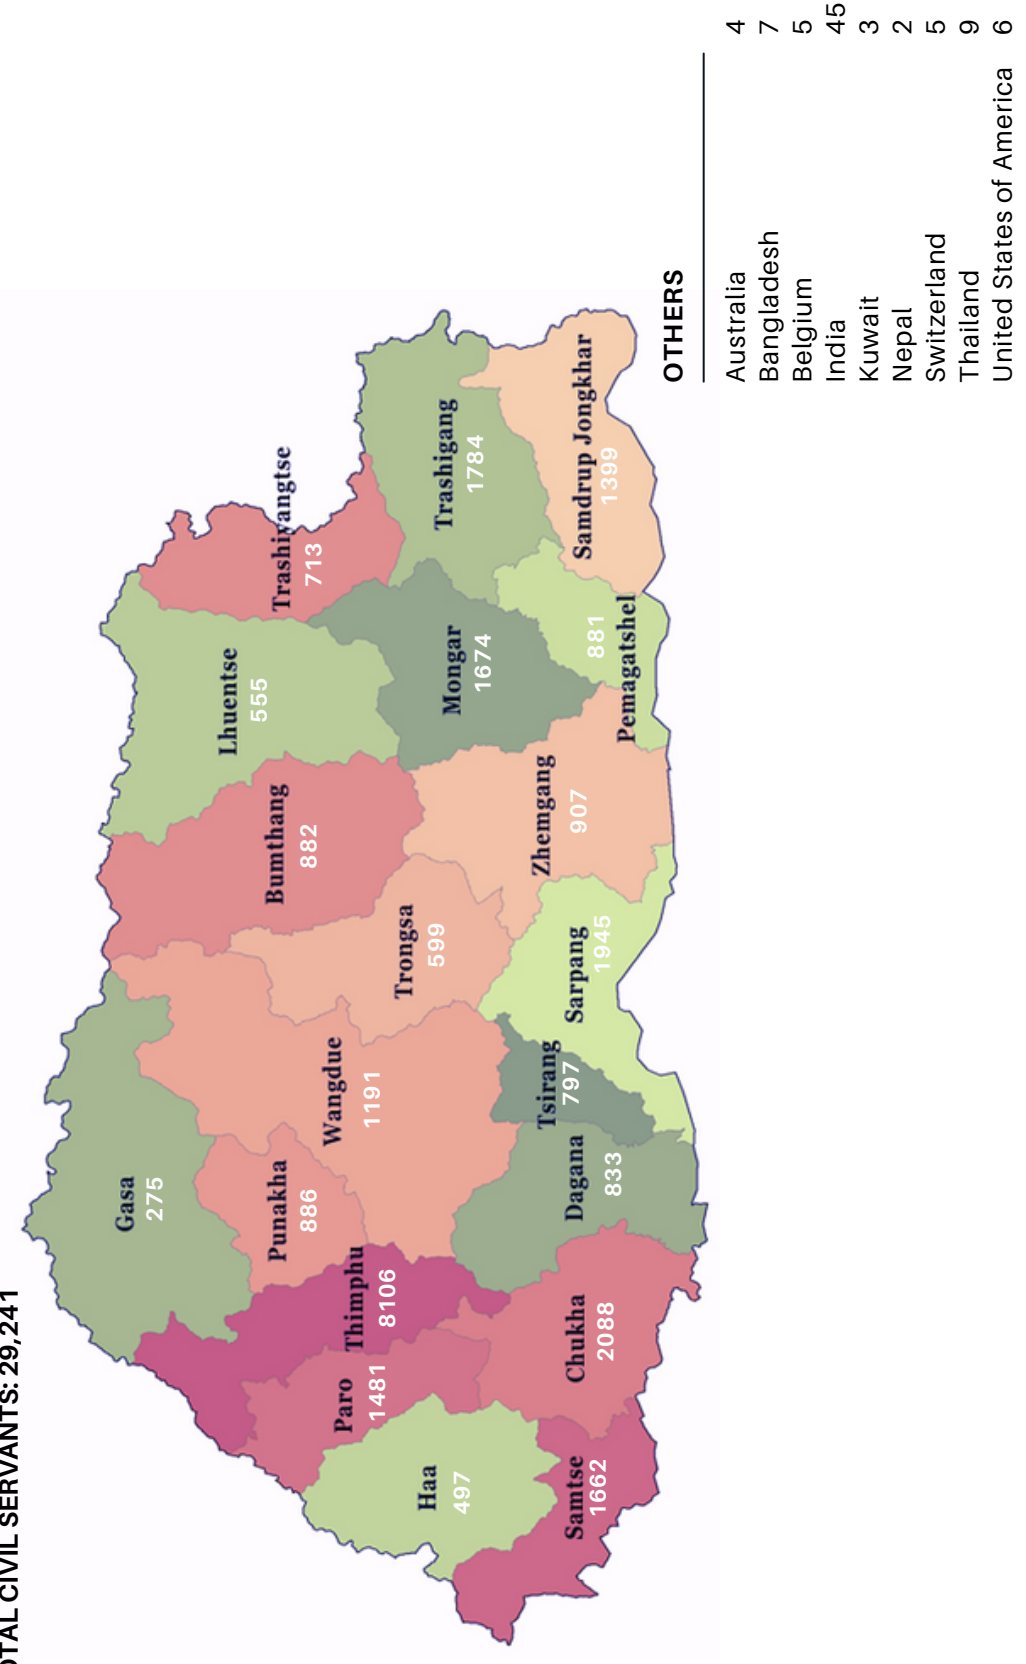 OTAL CIVIL SERVANTS: 29,241
Gasa
275
Lhuentse
555
Punakha
886
Bumthang
882
Trashiyangtse
713
Wangdue
1191
Thimphu
8106
Paro
1481
Trongsa
599
Haa
497
Mongar
1674
Trashigang
1784
Zhemgang
907
Tsirang
797
Samtse
1662
Chukha
2088
Dagana
833
Sarpang
1945
881
Pemagatshel
Samdrup Jongkhar
1399
OTHERS
Australia 4
Bangladesh 7
Belgium 5
India 45
Kuwait 3
Nepal 2
Switzerland 5
Thailand 9
United States of America 6